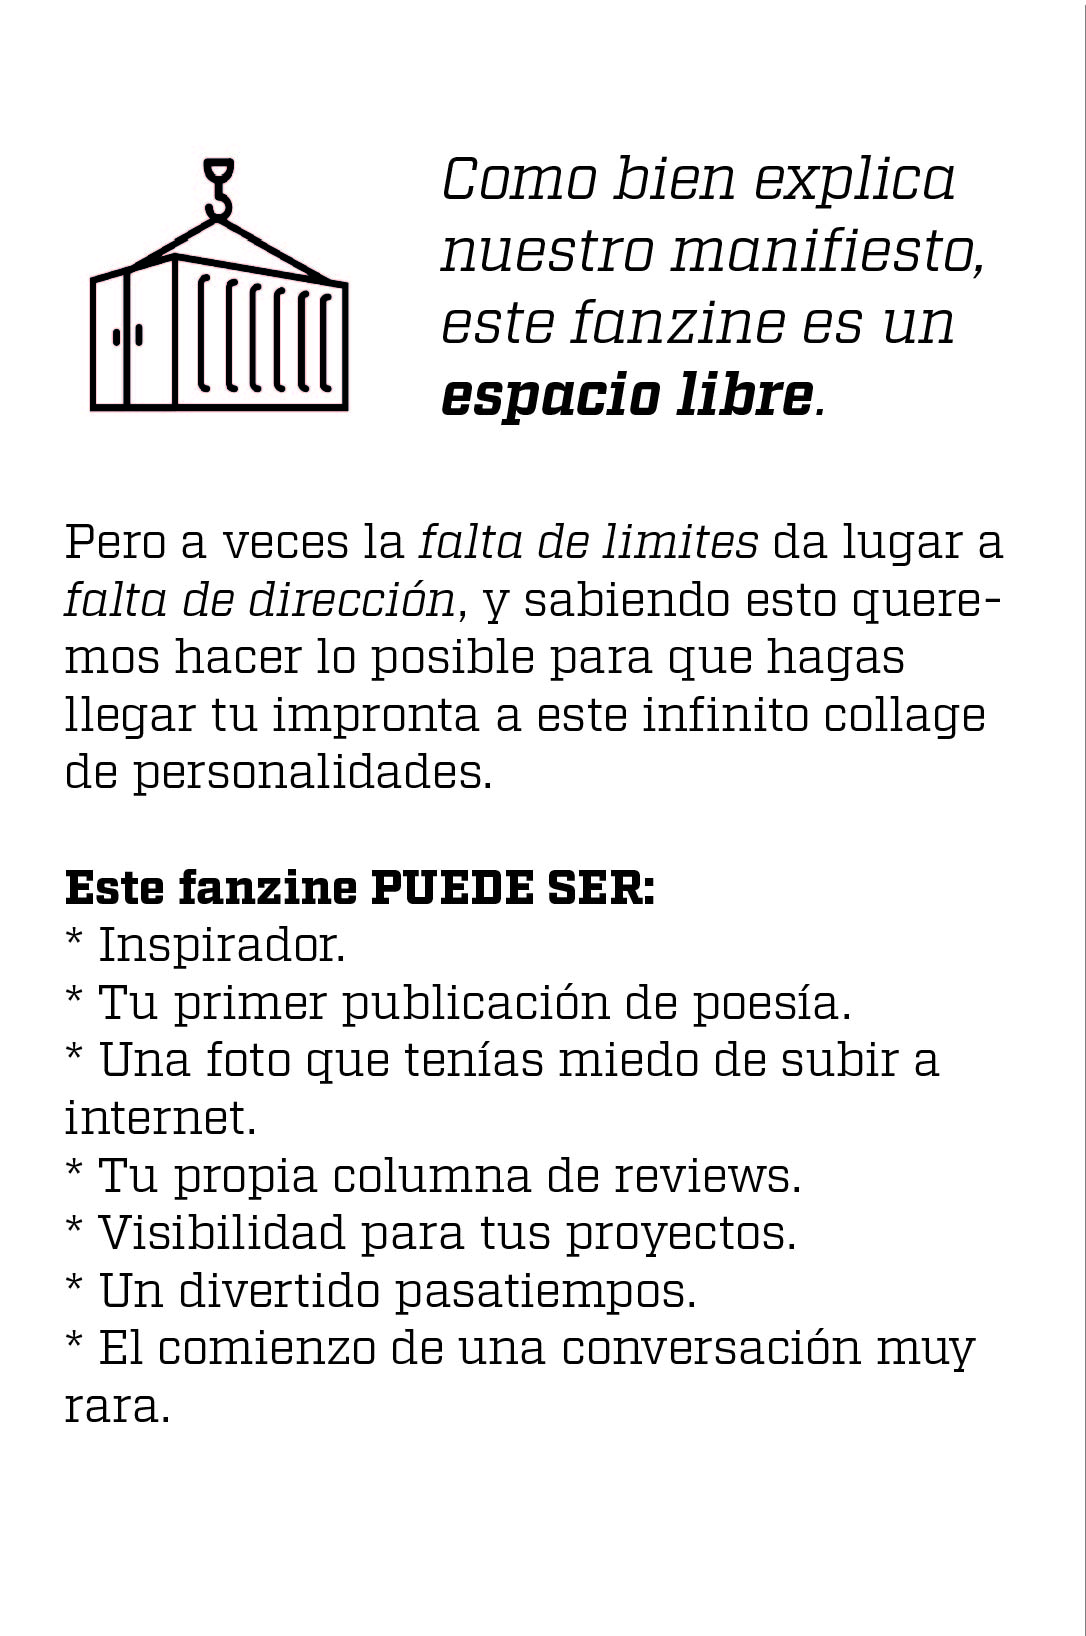 Como bien explica
nuestro manifiesto,
este fanzine es un
espacio libre.
Pero a veces la falta de limites da lugar a
falta de dirección, y sabiendo esto quere-
mos hacer lo posible para que hagas
llegar tu impronta a este infinito collage
de personalidades.
Este fanzine PUEDE SER:
* Inspirador.
* Tu primer publicación de poesía.
* Una foto que tenías miedo de subir a
internet.
* Tu propia columna de reviews.
* Visibilidad para tus proyectos.
* Un divertido pasatiempos.
* El comienzo de una conversación muy
rara.